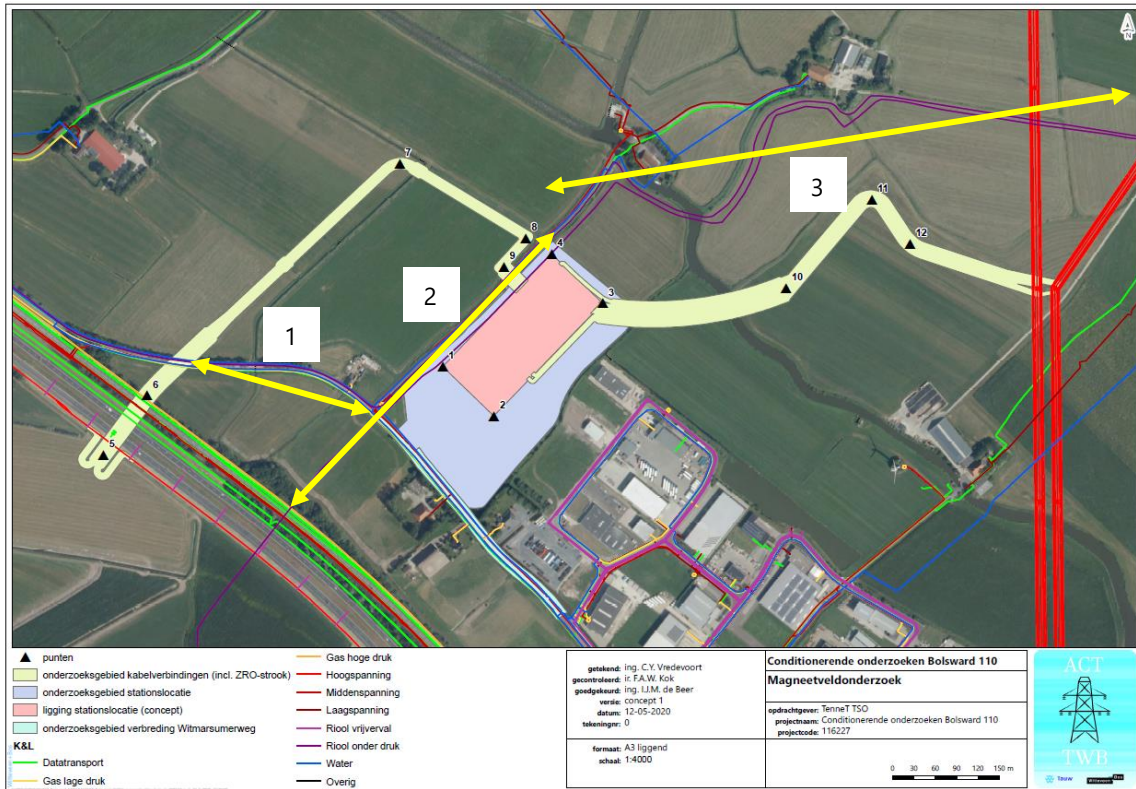 N
7
3
11
8
4
12
9
2
10
3
1
1
6
2
5
punten
onderzoeksgebied kabelverbindingen (incl. ZRO-strook)
onderzoeksgebied stationslocatie
ligging stationslocatie (concept)
onderzoeksgebied verbreding Witmarsumerweg
K&L
Datatransport
Gas lage druk
Gas hoge druk
Hoogspanning
Middenspanning
Laagspanning
Riool vrijverval
Riool onder druk
Water
Overig
getekend: ing. C.Y. Vredevoort
gecontroleerd: ir. F.A.W. Kok
goedgekeurd: ing. I.J.M. de Beer
versie: concept 1
datum: 12-05-2020
tekeningnr: 0
formaat: A3 liggend
schaal: 1:4000
Conditionerende onderzoeken Bolsward 110
Magneetveldonderzoek
opdrachtgever: TenneT TSO
projectnaam: Conditionerende onderzoeken Bolsward 110
projectcode: 116227
0 30 60 90 120 150 m
ACT
TWB
tauw